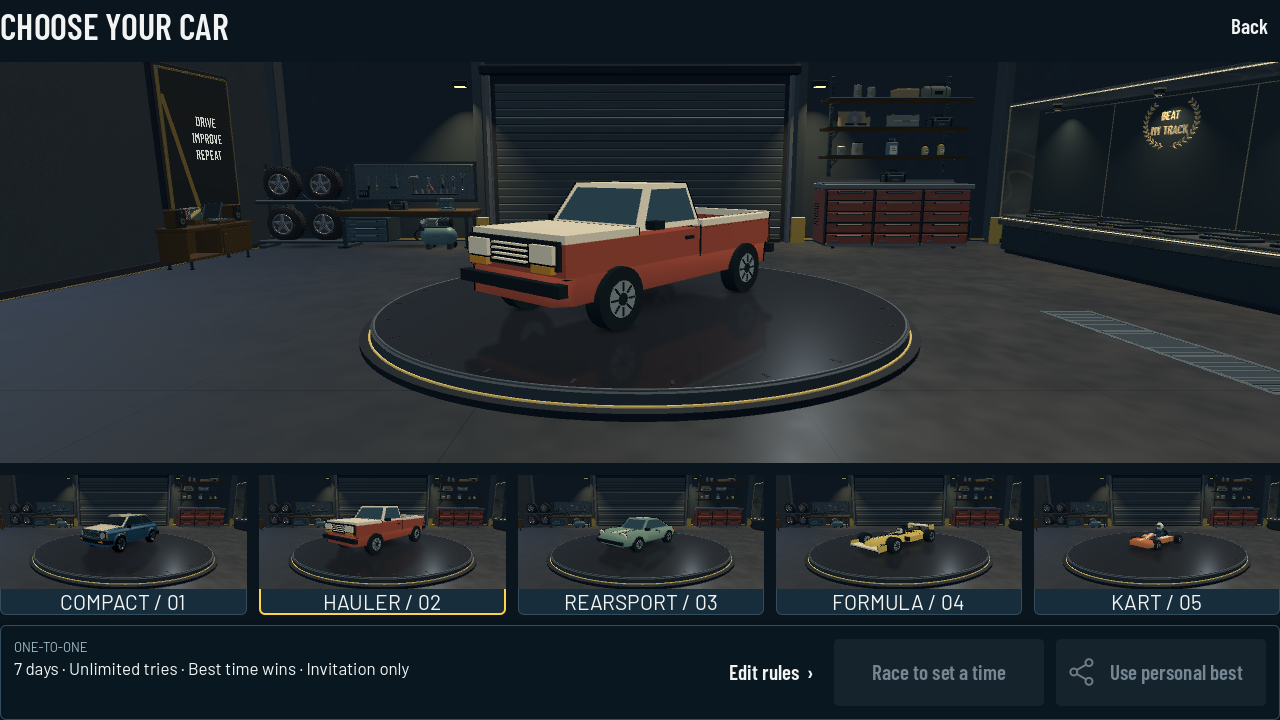 CHOOSE YOUR CAR
Back
DRIVE
IMPROVE
REPEAT
BEAT
MY TRACK
COMPACT / 01
HAULER / 02
REARSPORT / 03
FORMULA / 04
KART / 05
ONE-TO-ONE
7 days · Unlimited tries · Best time wins · Invitation only
Edit rules ›
Race to set a time
Use personal best